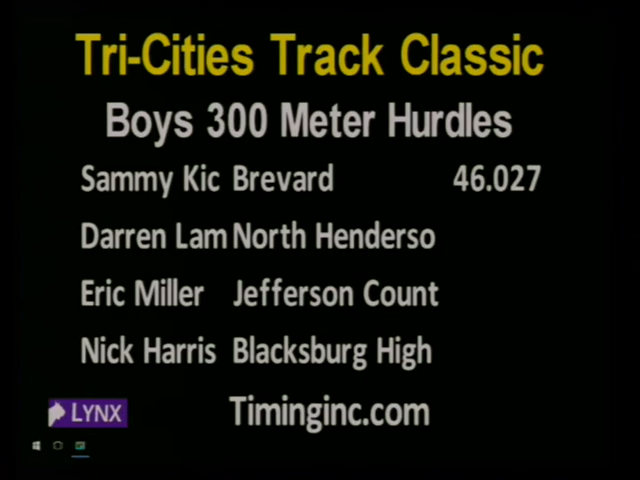 Tri-Cities Track Classic
Boys 300 Meter Hurdles
Sammy Kic Brevard 46.027
Darren Lam North Henderso
Eric Miller Jefferson Count
Nick Harris Blacksburg High
LYNX Timinginc.com